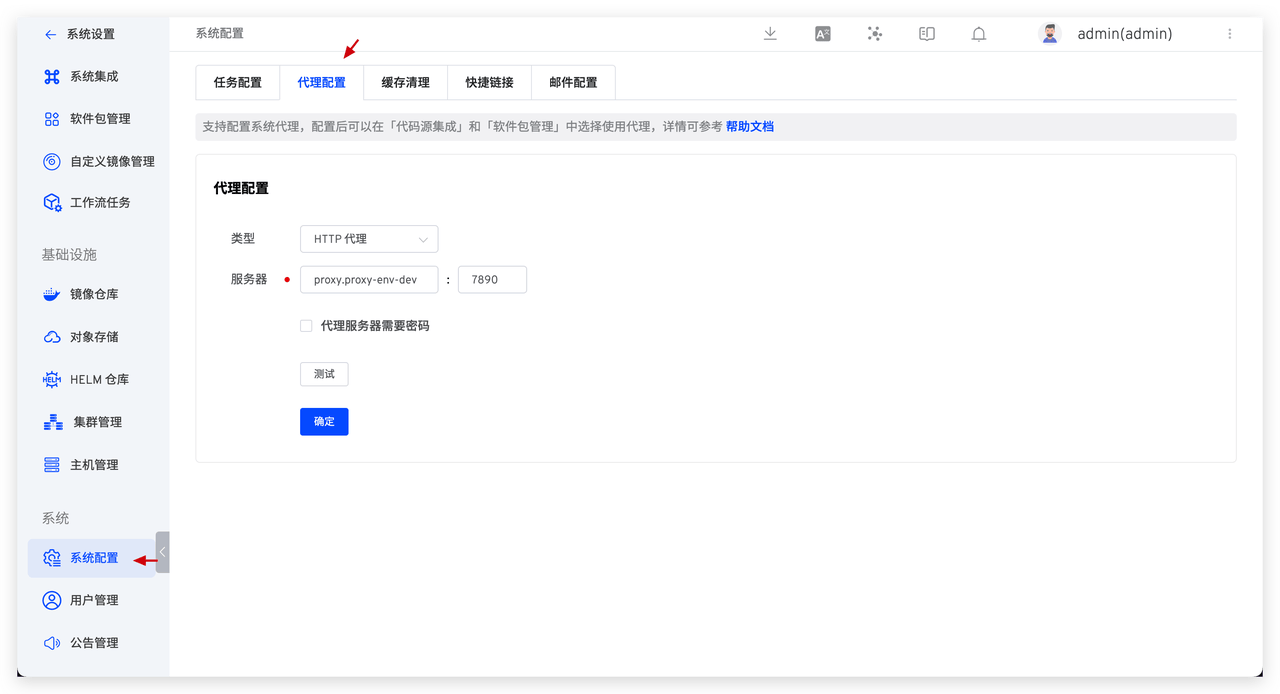 系统设置
系统集成
软件包管理
自定义镜像管理
工作流任务
基础设施
镜像仓库
对象存储
HELM 仓库
集群管理
主机管理
系统
系统配置
用户管理
公告管理
系统配置
admin(admin)
任务配置 代理配置 缓存清理 快捷链接 邮件配置
支持配置系统代理，配置后可以在「代码源集成」和「软件包管理」中选择使用代理，详情可参考 帮助文档
代理配置
类型 HTTP 代理
服务器 proxy.proxy-env-dev : 7890
代理服务器需要密码
测试
确定